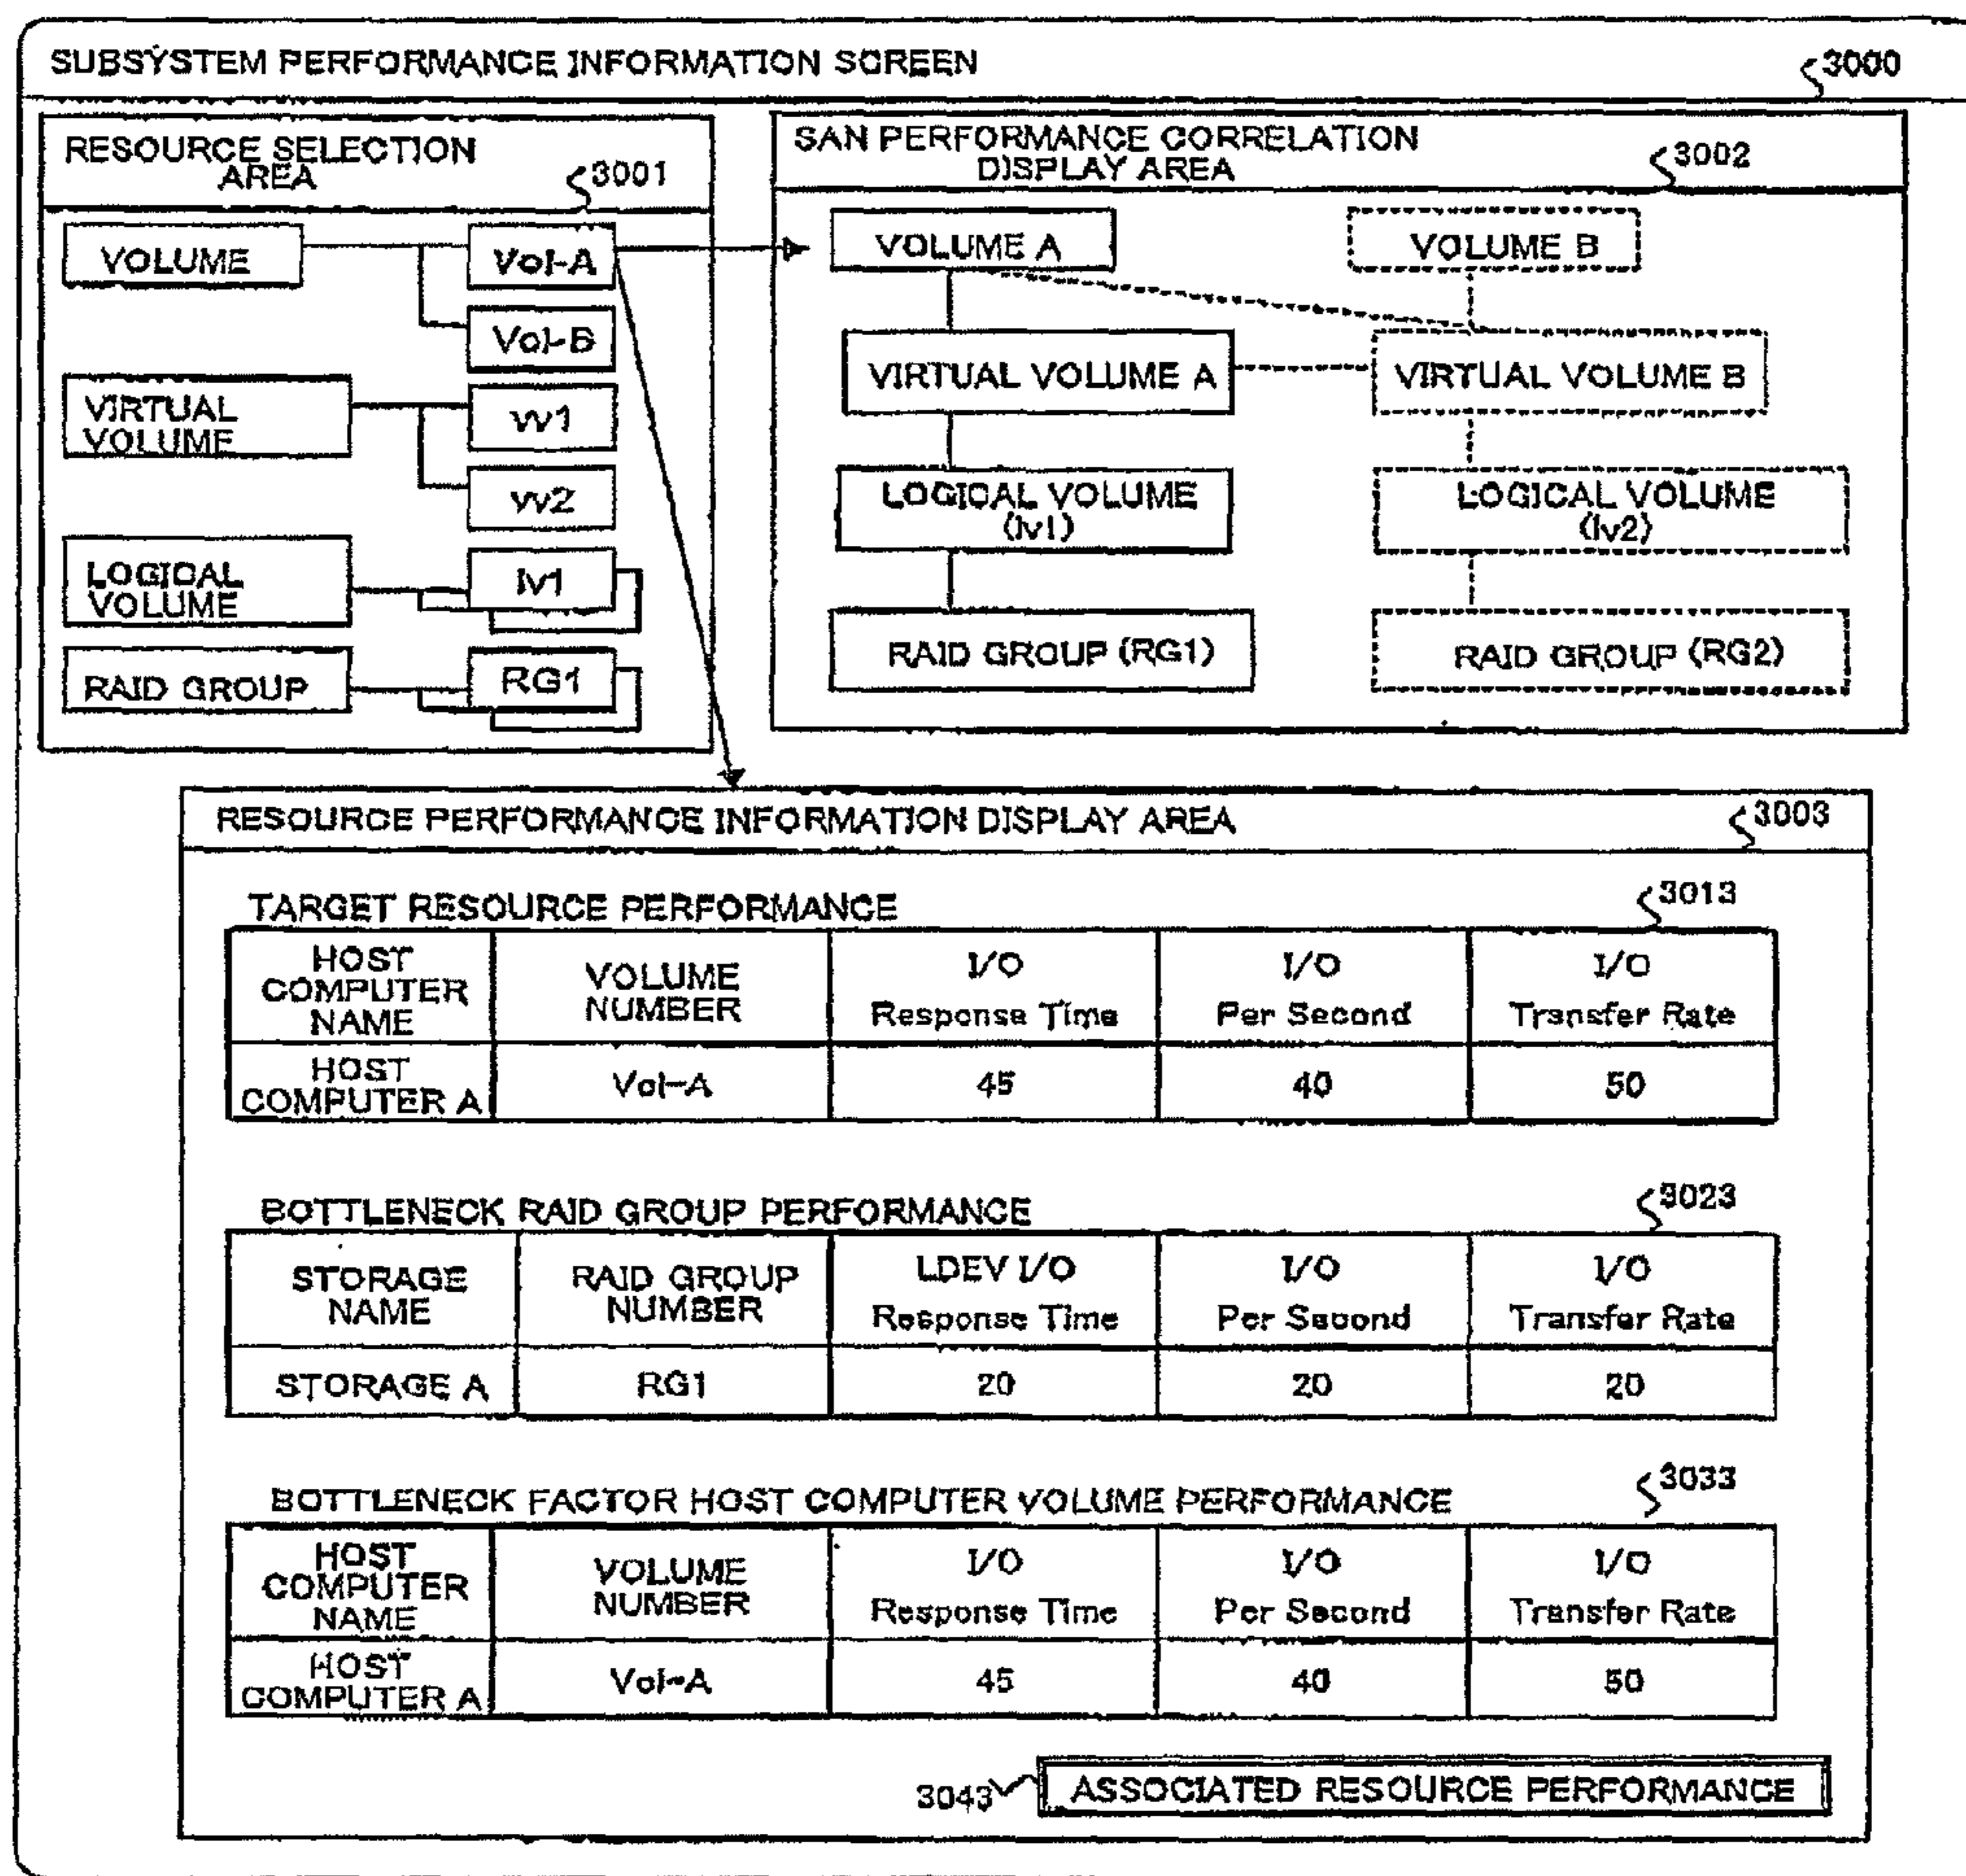 SUBSYSTEM PERFORMANCE INFORMATION SCREEN
3000
RESOURCE SELECTION
AREA
3001
VOLUME
Vol-A
Vol-B
VIRTUAL
VOLUME
vv1
vv2
LOGICAL
VOLUME
lv1
RAID GROUP
RG1
SAN PERFORMANCE CORRELATION
DISPLAY AREA
3002
VOLUME A
VOLUME B
VIRTUAL VOLUME A
VIRTUAL VOLUME B
LOGICAL VOLUME
(lv1)
LOGICAL VOLUME
(lv2)
RAID GROUP (RG1)
RAID GROUP (RG2)
RESOURCE PERFORMANCE INFORMATION DISPLAY AREA
3003
TARGET RESOURCE PERFORMANCE
3013
HOST
COMPUTER
NAME
VOLUME
NUMBER
I/O
Response Time
I/O
Per Second
I/O
Transfer Rate
HOST
COMPUTER A
Vol-A
45
40
50
BOTTLENECK RAID GROUP PERFORMANCE
3023
STORAGE
NAME
RAID GROUP
NUMBER
LDEV I/O
Response Time
I/O
Per Second
I/O
Transfer Rate
STORAGE A
RG1
20
20
20
BOTTLENECK FACTOR HOST COMPUTER VOLUME PERFORMANCE
3033
HOST
COMPUTER
NAME
VOLUME
NUMBER
I/O
Response Time
I/O
Per Second
I/O
Transfer Rate
HOST
COMPUTER A
Vol-A
45
40
50
3043
ASSOCIATED RESOURCE PERFORMANCE